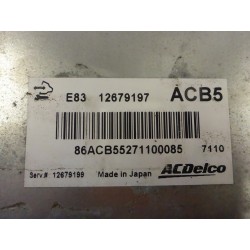 E83 12679197 ACB5
86ACB55271100085 7110
Serv.# 12679199 Made in Japan ACDelco